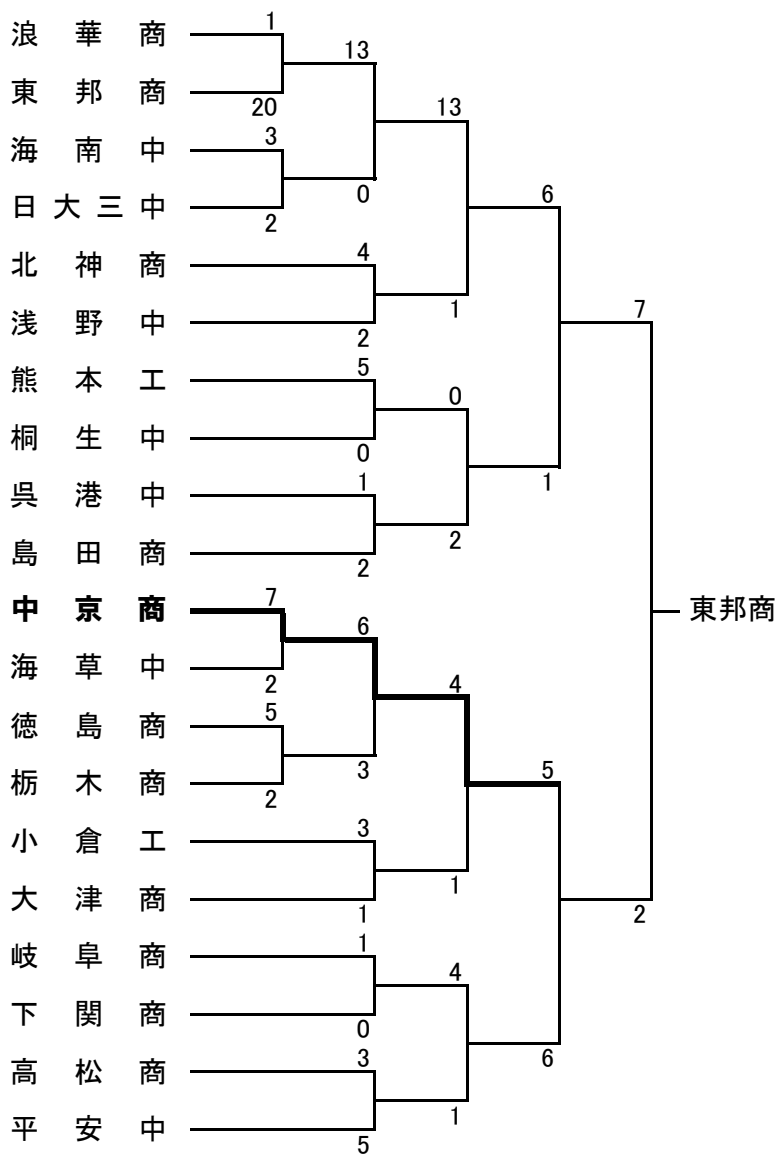 浪華商 1
13
東邦商 20
13
海南中 3
0
6
日大三中 2
北神商 4
1
7
浅野中 2
熊本工 5
0
桐生中 0
1
呉港中 1
2
島田商 2
中京商 7
6
東邦商
海草中 2
4
徳島商 5
3
5
栃木商 2
小倉工 3
1
大津商 1
2
岐阜商 1
4
下関商 0
6
高松商 3
1
平安中 5